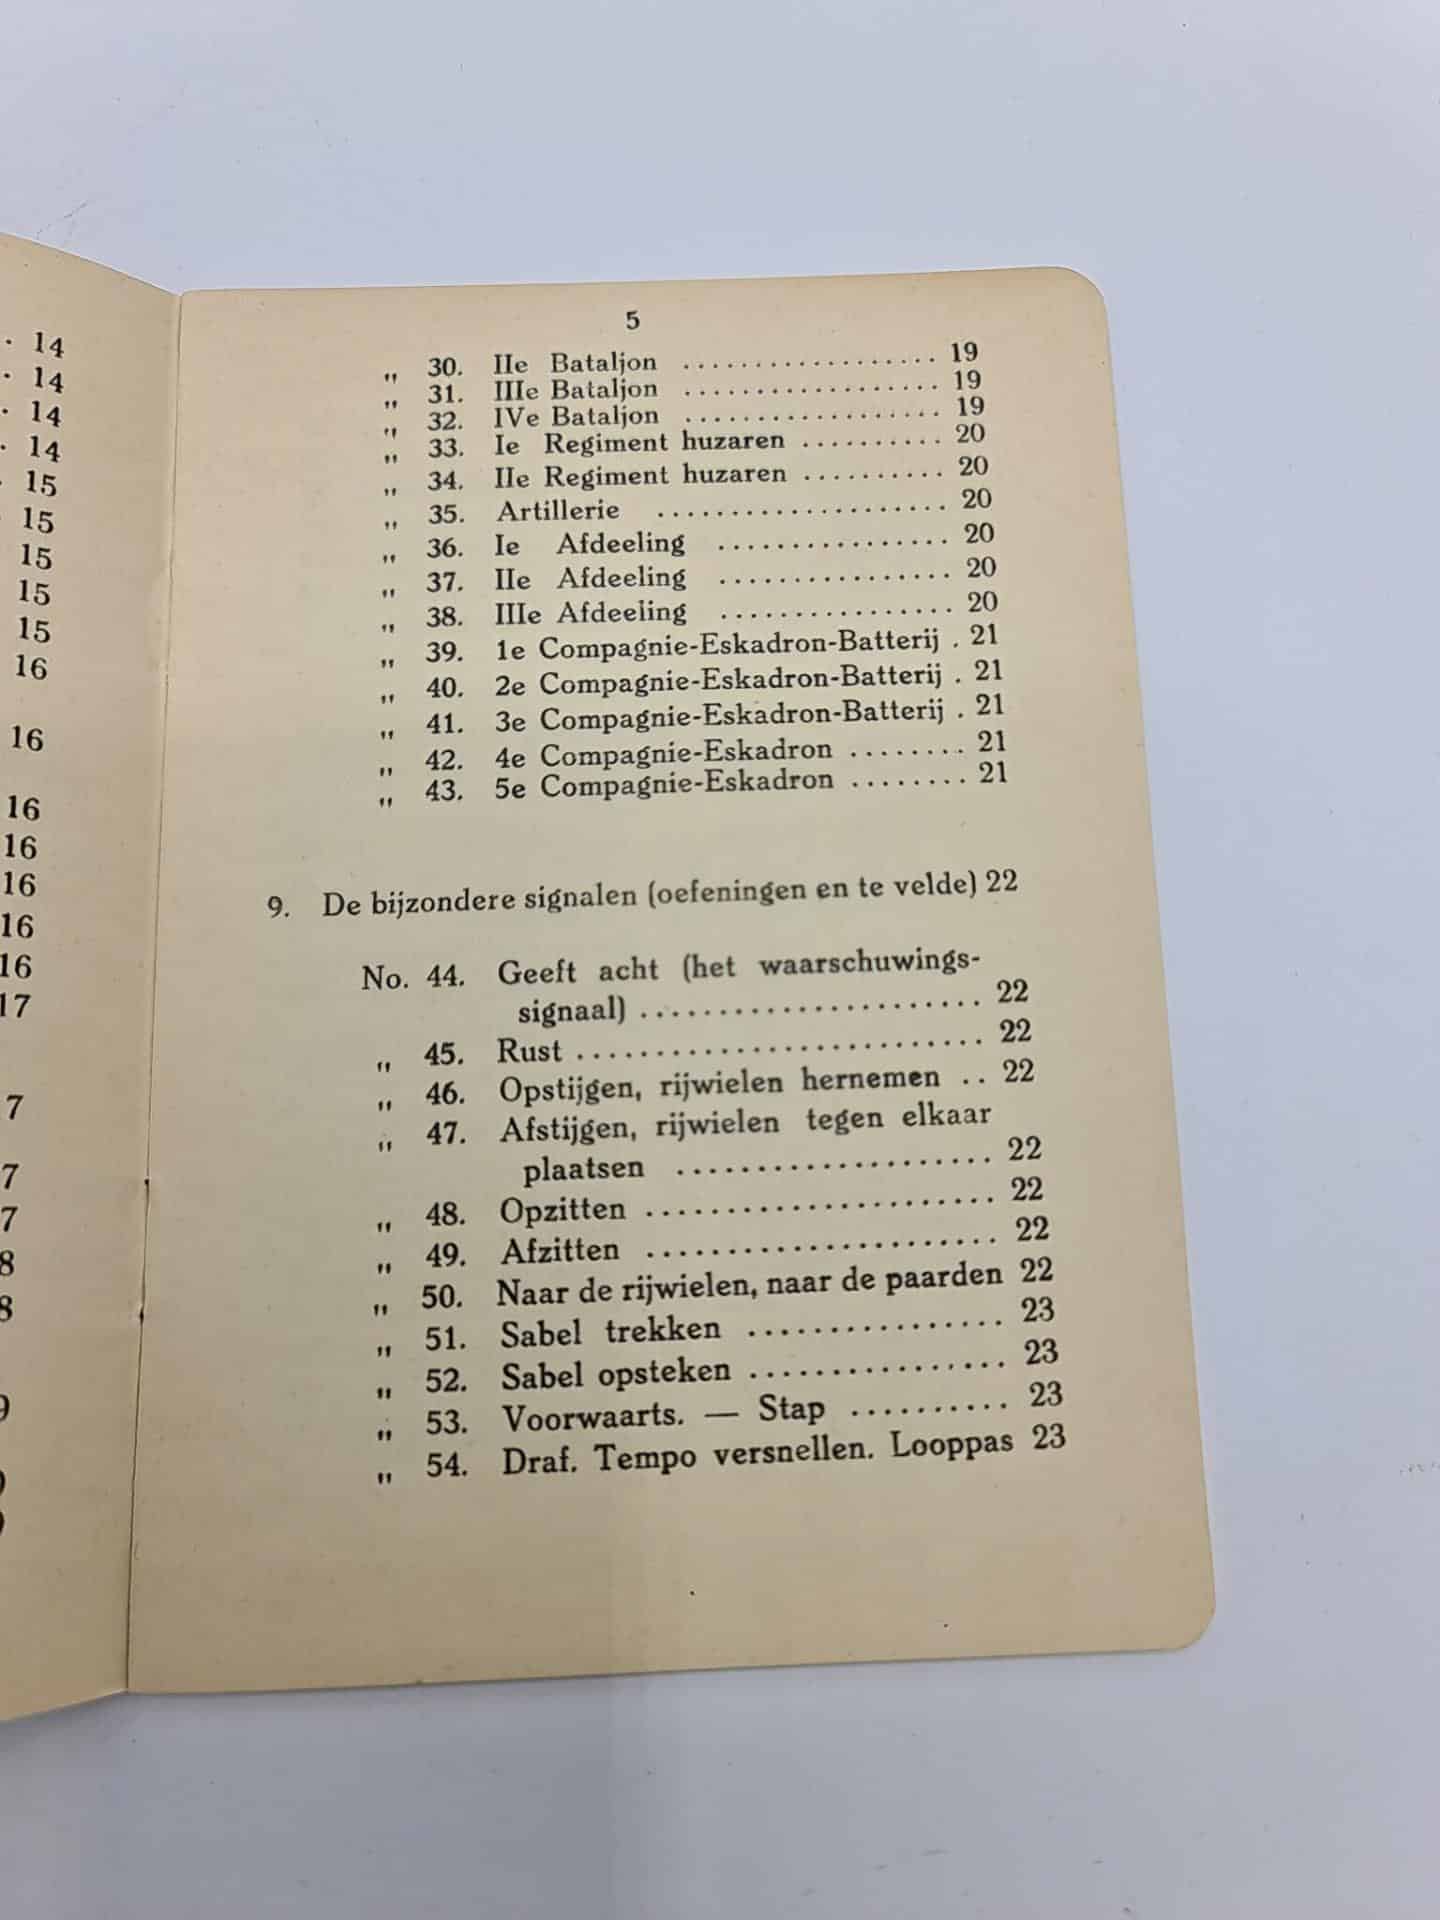 . 14
. 14
. 14
. 14
. 15
15
15
15
15
16
16
16
16
16
16
16
17
7
7
7
8
8
9
5
„ 30. IIe Bataljon ................... 19
„ 31. IIIe Bataljon ................... 19
„ 32. IVe Bataljon ................... 19
„ 33. Ie Regiment huzaren .......... 20
„ 34. IIe Regiment huzaren .......... 20
„ 35. Artillerie ................... 20
„ 36. Ie Afdeeling ................ 20
„ 37. IIe Afdeeling ................ 20
„ 38. IIIe Afdeeling ................ 20
„ 39. 1e Compagnie-Eskadron-Batterij . 21
„ 40. 2e Compagnie-Eskadron-Batterij . 21
„ 41. 3e Compagnie-Eskadron-Batterij . 21
„ 42. 4e Compagnie-Eskadron ........ 21
„ 43. 5e Compagnie-Eskadron ........ 21
9. De bijzondere signalen (oefeningen en te velde) 22
No. 44. Geeft acht (het waarschuwings-
signaal) ...................... 22
„ 45. Rust .......................... 22
„ 46. Opstijgen, rijwielen hernemen .. 22
„ 47. Afstijgen, rijwielen tegen elkaar
plaatsen .................... 22
„ 48. Opzitten ...................... 22
„ 49. Afzitten ...................... 22
„ 50. Naar de rijwielen, naar de paarden 22
„ 51. Sabel trekken ................ 23
„ 52. Sabel opsteken ................ 23
„ 53. Voorwaarts. — Stap .......... 23
„ 54. Draf. Tempo versnellen. Looppas 23